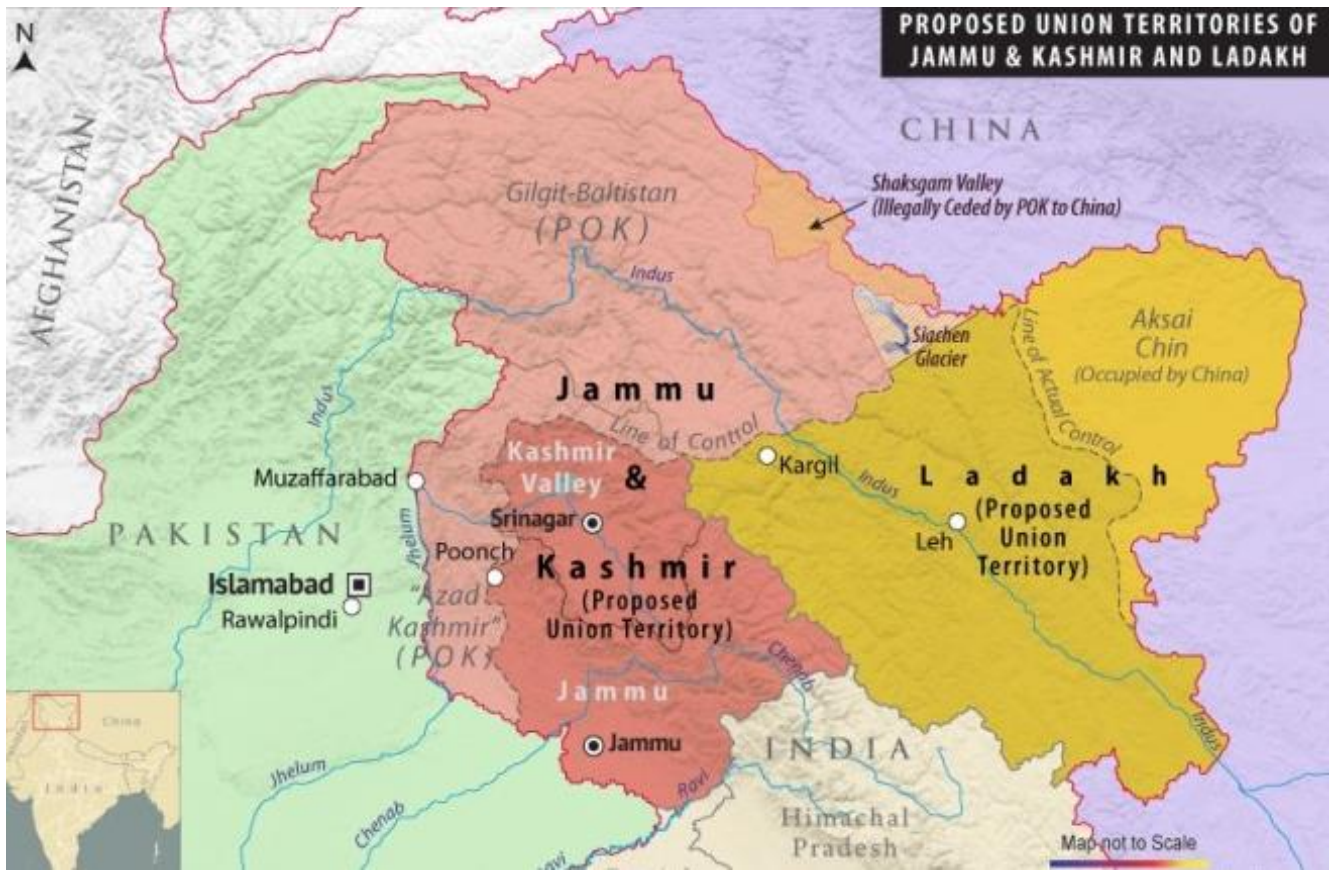 PROPOSED UNION TERRITORIES OF
JAMMU & KASHMIR AND LADAKH
N
AFGHANISTAN
CHINA
Shaksgam Valley
(Illegally Ceded by POK to China)
Gilgit-Baltistan
(POK)
Indus
Siachen
Glacier
Line of Actual Control
Aksai
Chin
(Occupied by China)
Indus
Jammu
Line of Control
Kashmir
Valley
&
Kargil
Indus
Ladakh
(Proposed
Union
Territory)
Leh
Muzaffarabad
Srinagar
PAKISTAN
Jhelum
Poonch
Kashmir
(Proposed
Union Territory)
Islamabad
Rawalpindi
"Azad
Kashmir"
(POK)
Chenab
Jammu
Jammu
INDIA
Indus
Jhelum
Chenab
Ravi
Ravi
Himachal
Pradesh
Map not to Scale
China
India